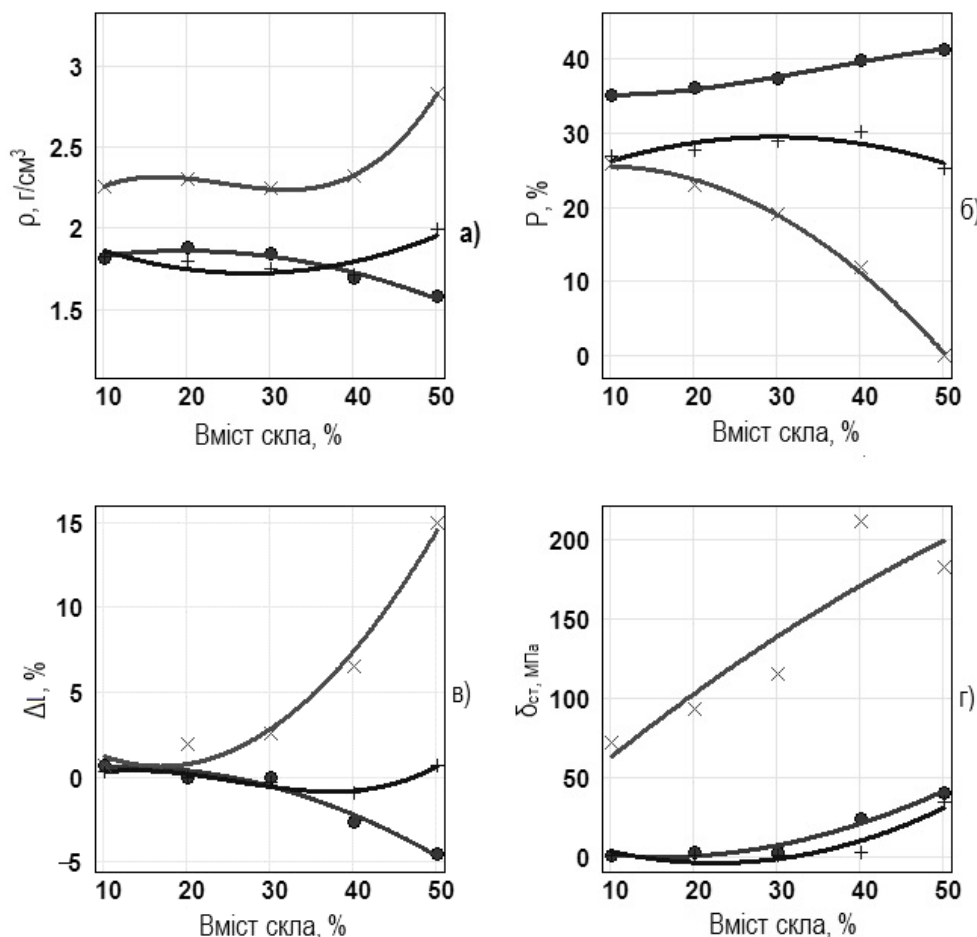 3
2.5
2
1.5
ρ, г/см³
10 20 30 40 50
Вміст скла, %
а)
40
30
20
10
0
P, %
10 20 30 40 50
Вміст скла, %
б)
15
10
5
0
–5
Δl, %
10 20 30 40 50
Вміст скла, %
в)
200
150
100
50
0
δст, МПа
10 20 30 40 50
Вміст скла, %
г)